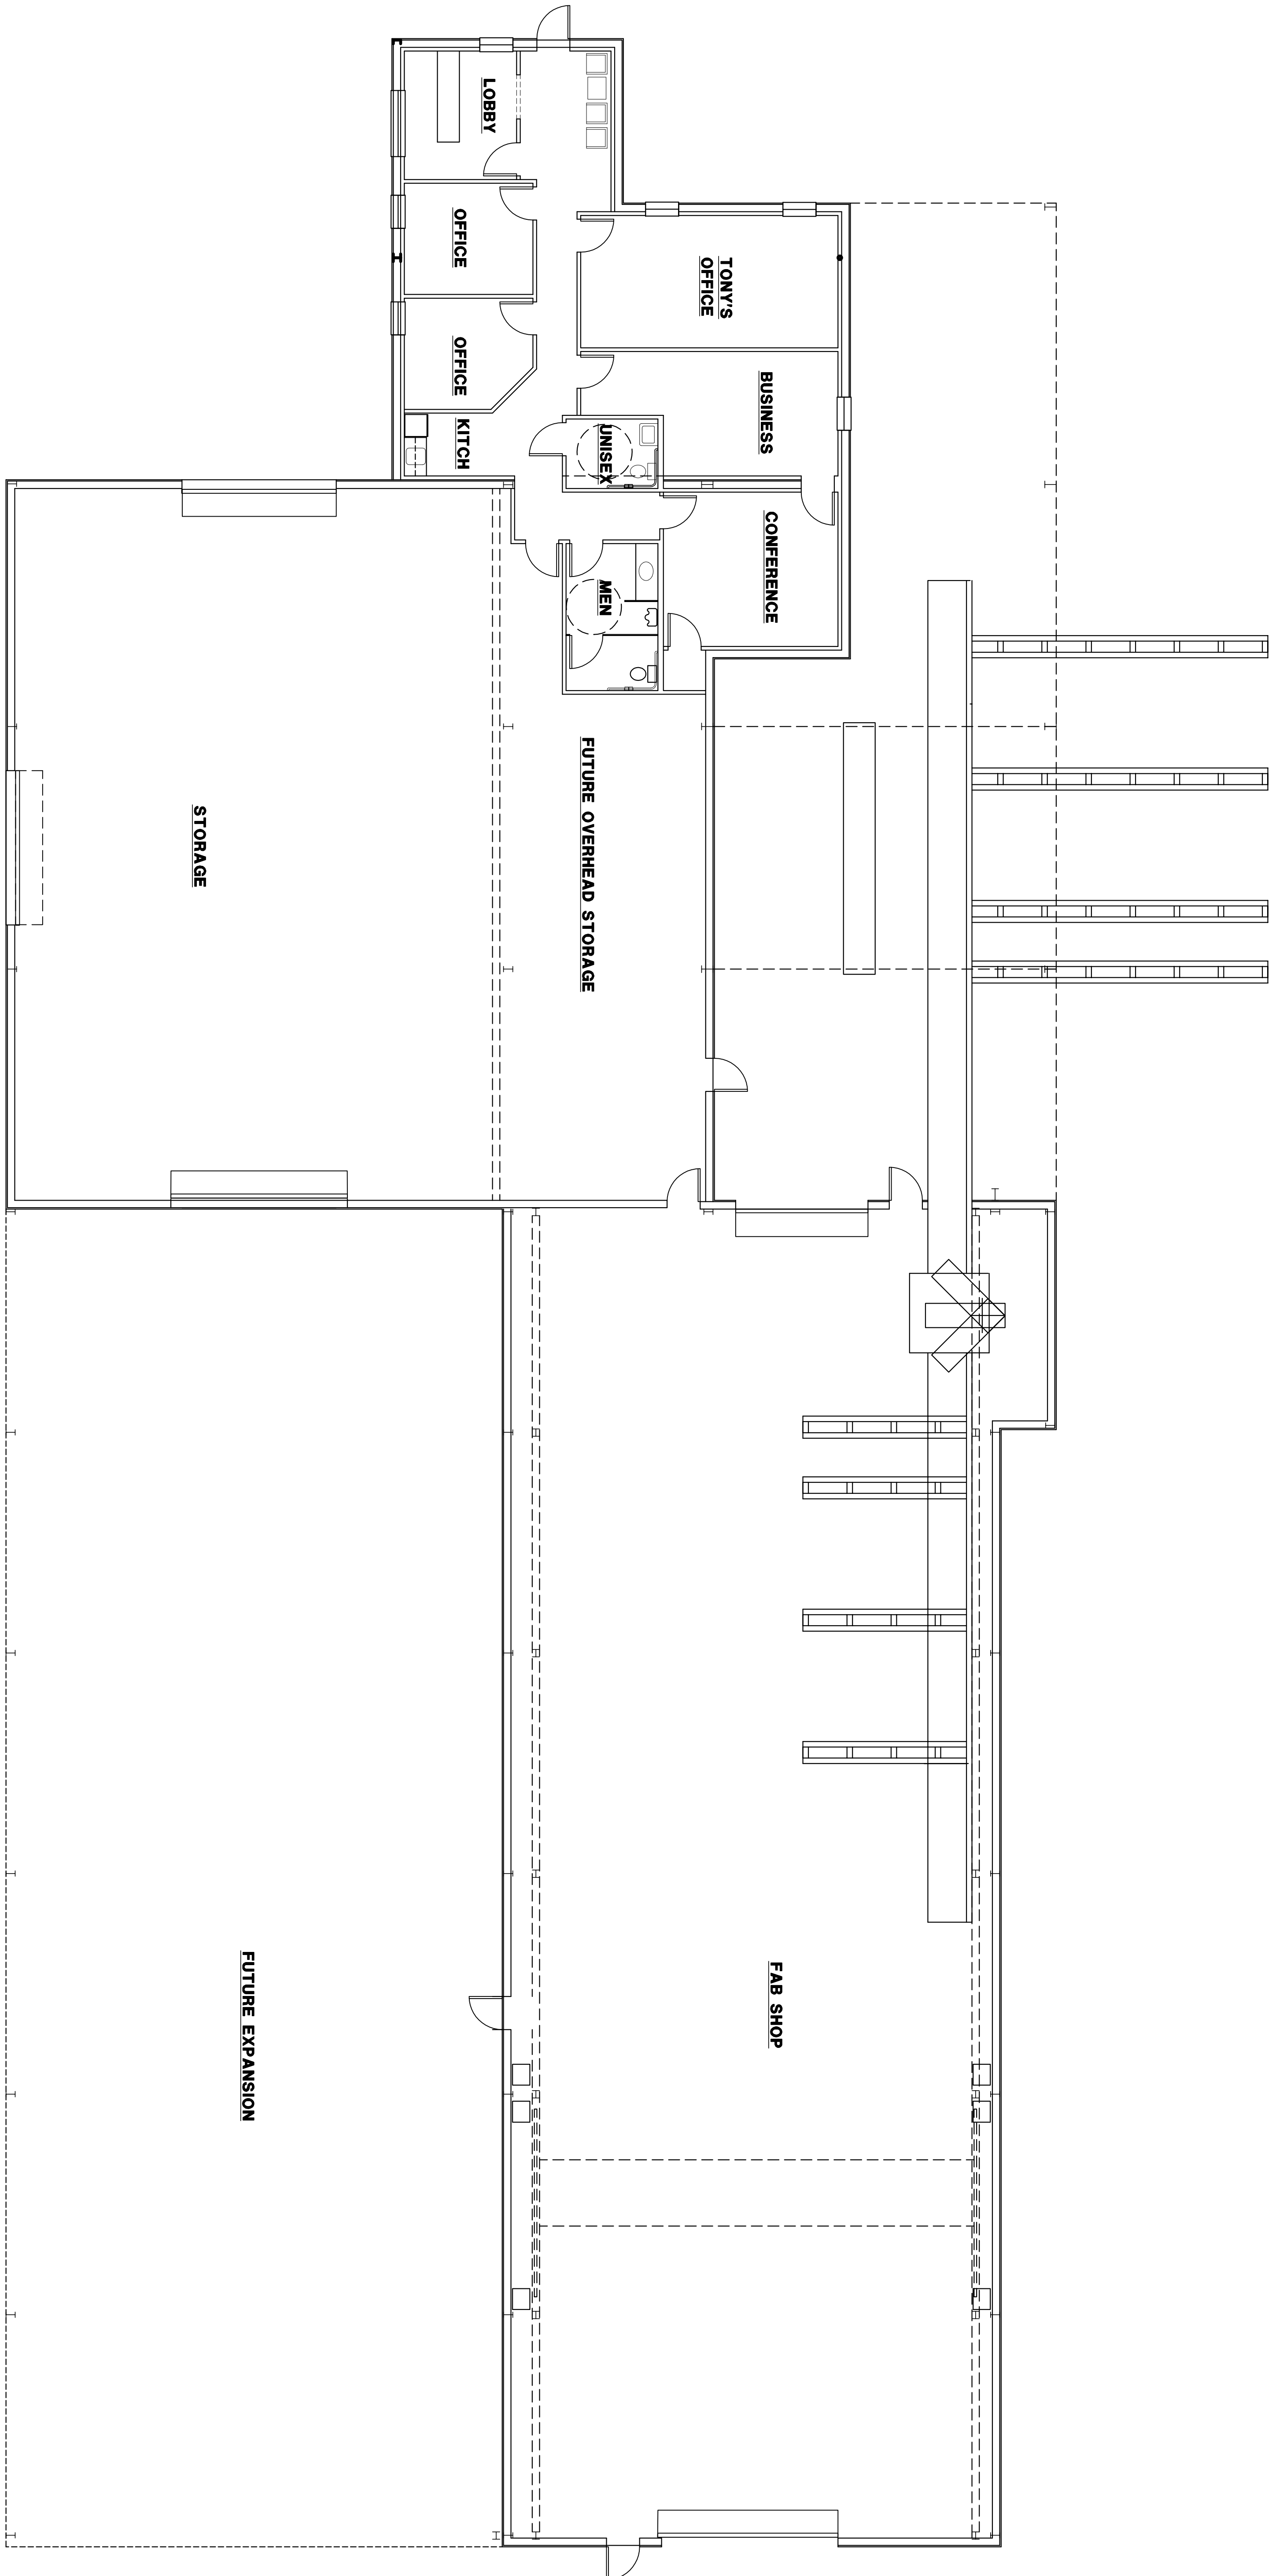 LOBBY
OFFICE
TONY'S
OFFICE
OFFICE
BUSINESS
KITCH
UNISEX
CONFERENCE
MEN
FUTURE OVERHEAD STORAGE
STORAGE
FAB SHOP
FUTURE EXPANSION